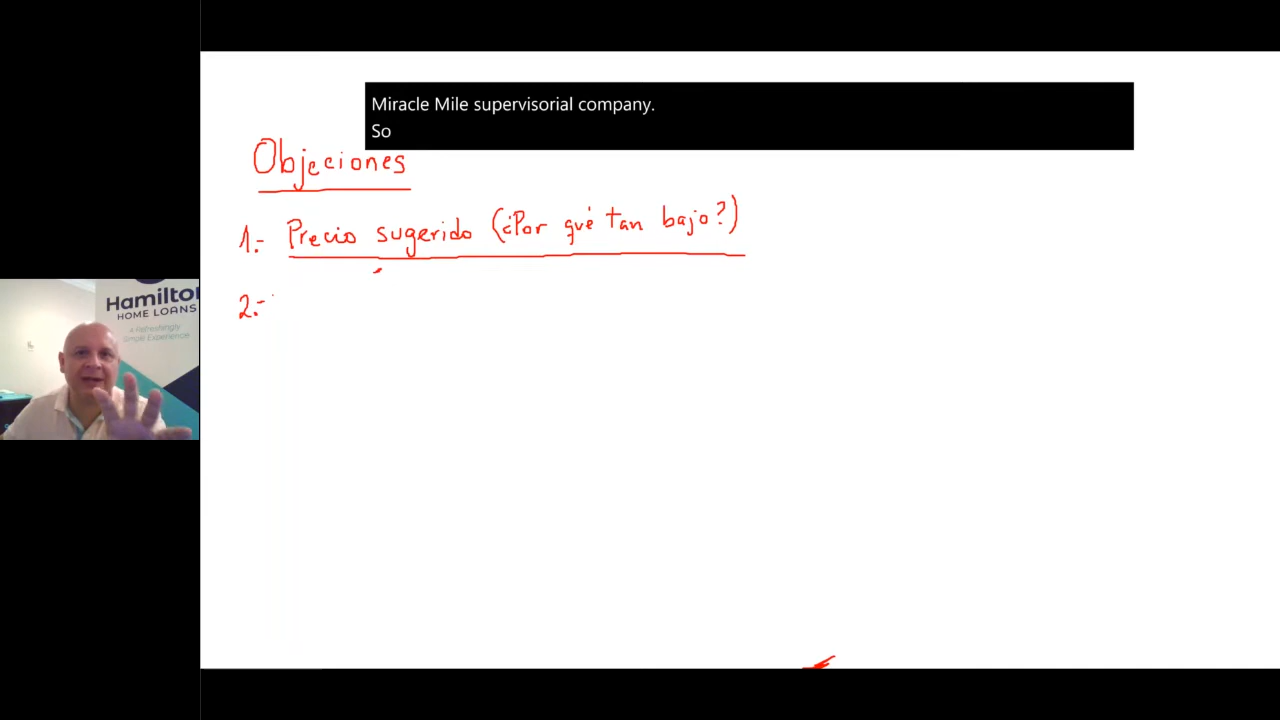 Miracle Mile supervisorial company.
So
Objeciones
1.- Precio sugerido (¿Por qué tan bajo?)
2.-
Hamilton
HOME LOANS
A Refreshingly
Simple Experience